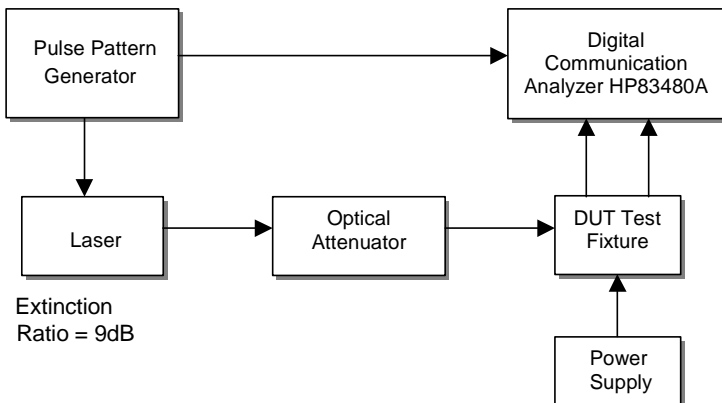 Pulse Pattern
Generator
Digital
Communication
Analyzer HP83480A
Laser
Optical
Attenuator
DUT Test
Fixture
Extinction
Ratio = 9dB
Power
Supply